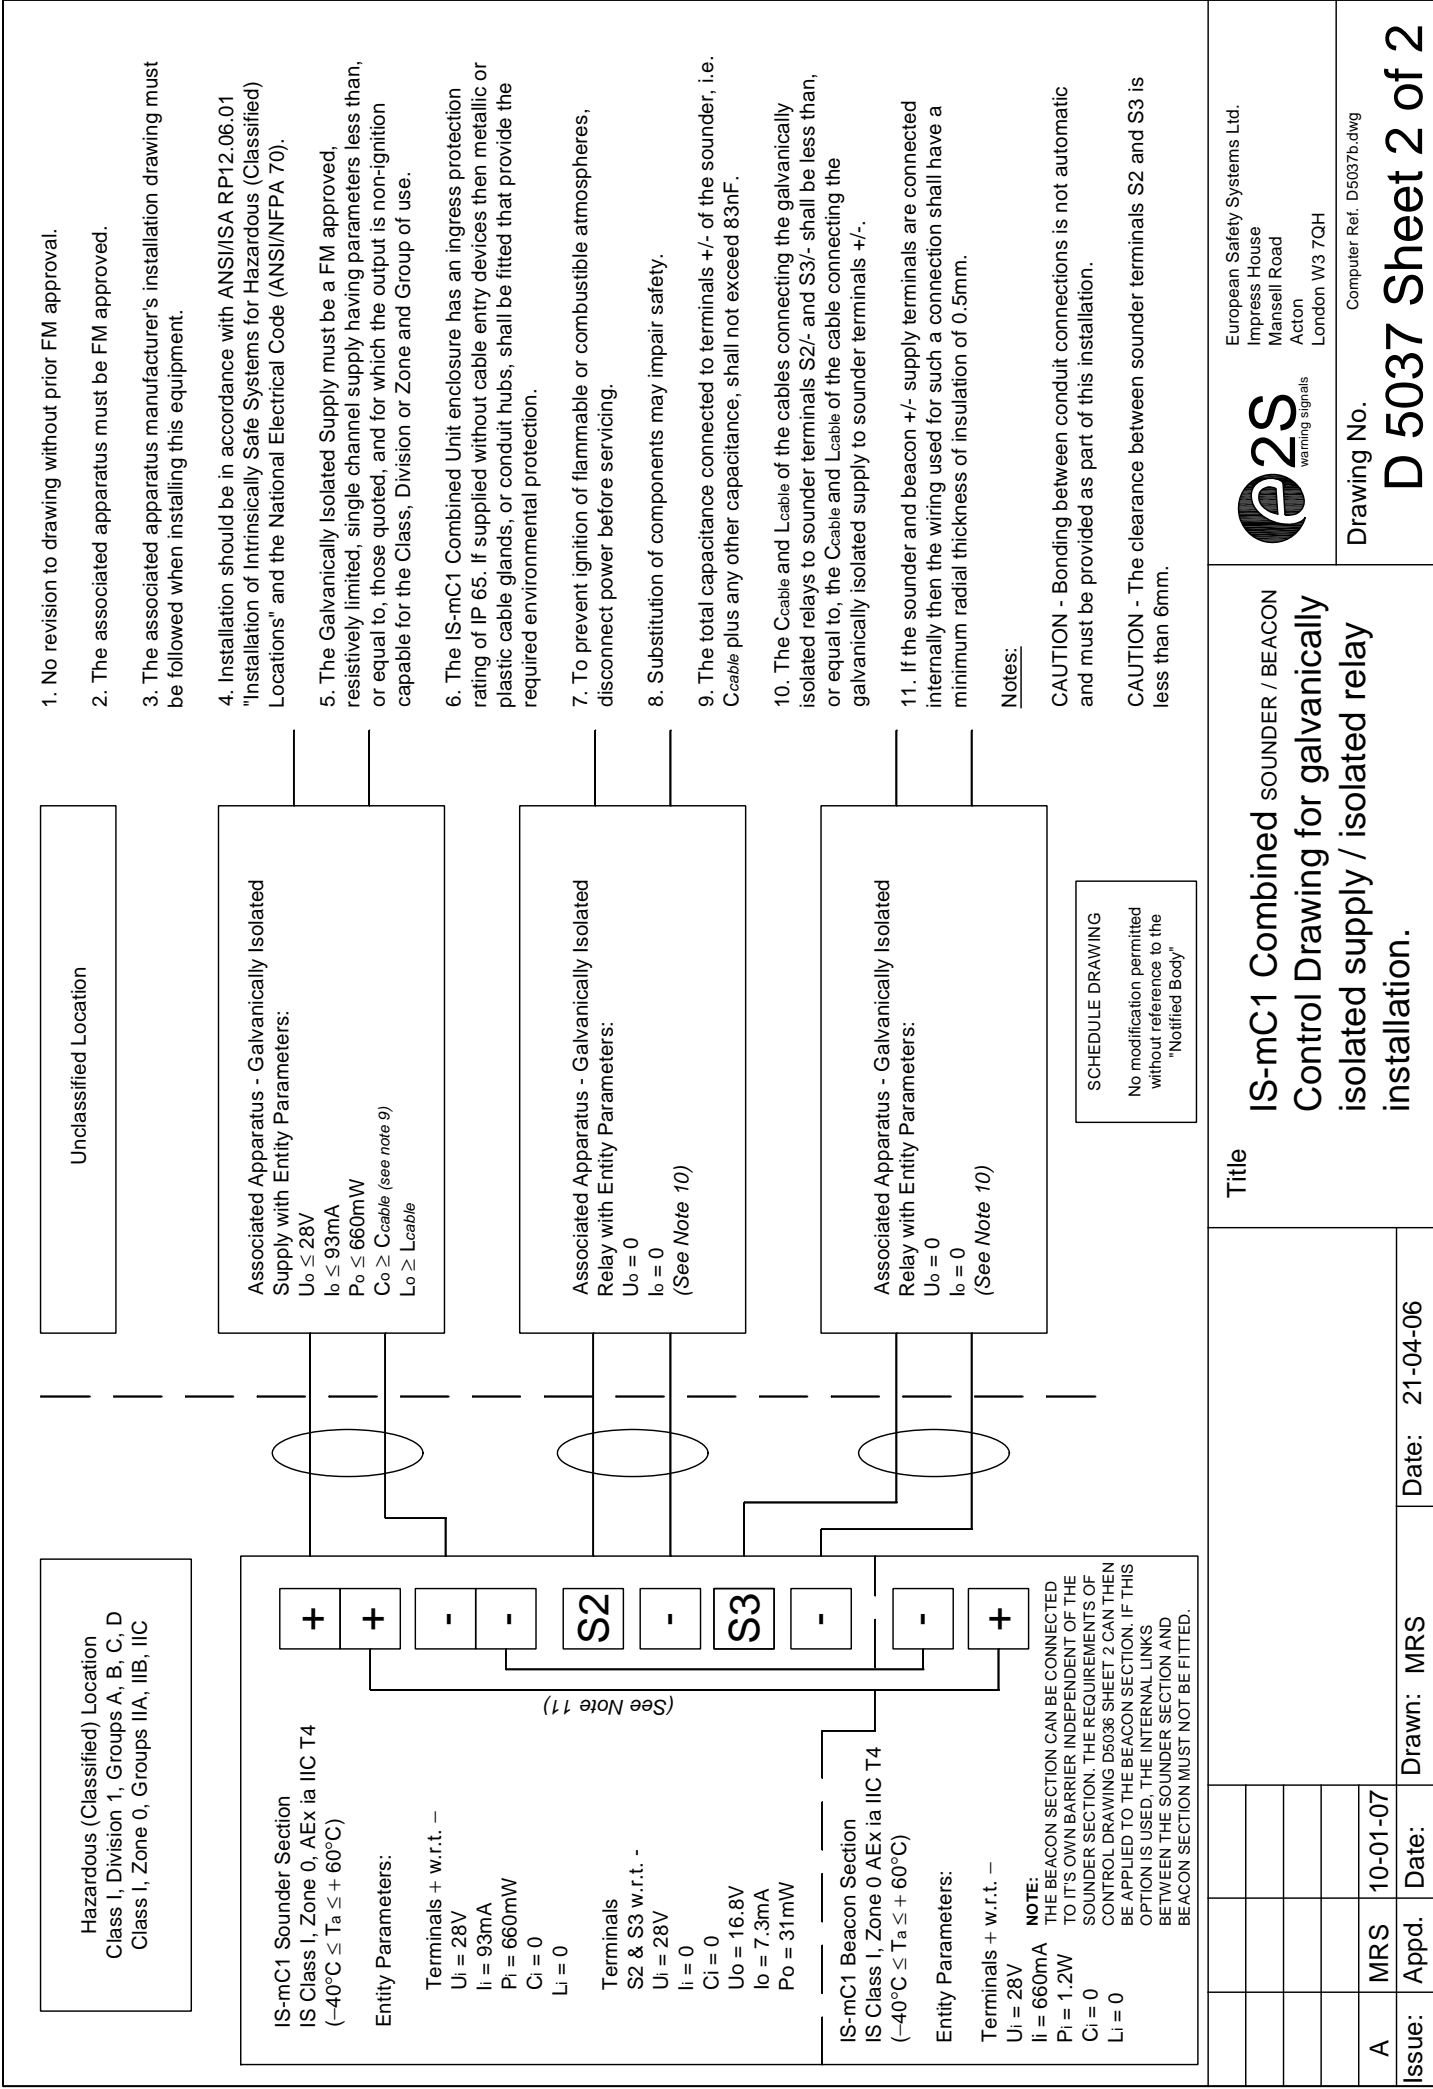 Hazardous (Classified) Location
Class I, Division 1, Groups A, B, C, D
Class I, Zone 0, Groups IIA, IIB, IIC
Unclassified Location
IS-mC1 Sounder Section
IS Class I, Zone 0, AEx ia IIC T4
(–40°C ≤ Ta ≤ + 60°C)
Entity Parameters:
Terminals + w.r.t. –
Ui = 28V
Ii = 93mA
Pi = 660mW
Ci = 0
Li = 0
Terminals
S2 & S3 w.r.t. -
Ui = 28V
Ii = 0
Ci = 0
Uo = 16.8V
Io = 7.3mA
Po = 31mW
IS-mC1 Beacon Section
IS Class I, Zone 0 AEx ia IIC T4
(–40°C ≤ Ta ≤ + 60°C)
Entity Parameters:
Terminals + w.r.t. –
Ui = 28V
Ii = 660mA
Pi = 1.2W
Ci = 0
Li = 0
NOTE:
THE BEACON SECTION CAN BE CONNECTED
TO IT'S OWN BARRIER INDEPENDENT OF THE
SOUNDER SECTION. THE REQUIREMENTS OF
CONTROL DRAWING D5036 SHEET 2 CAN THEN
BE APPLIED TO THE BEACON SECTION. IF THIS
OPTION IS USED, THE INTERNAL LINKS
BETWEEN THE SOUNDER SECTION AND
BEACON SECTION MUST NOT BE FITTED.
(See Note 11)
+
+
-
-
S2
-
S3
-
-
+
Associated Apparatus - Galvanically Isolated
Supply with Entity Parameters:
Uo ≤ 28V
Io ≤ 93mA
Po ≤ 660mW
Co ≥ Ccable (see note 9)
Lo ≥ Lcable
Associated Apparatus - Galvanically Isolated
Relay with Entity Parameters:
Uo = 0
Io = 0
(See Note 10)
Associated Apparatus - Galvanically Isolated
Relay with Entity Parameters:
Uo = 0
Io = 0
(See Note 10)
SCHEDULE DRAWING
No modification permitted
without reference to the
"Notified Body"
1. No revision to drawing without prior FM approval.
2. The associated apparatus must be FM approved.
3. The associated apparatus manufacturer's installation drawing must
be followed when installing this equipment.
4. Installation should be in accordance with ANSI/ISA RP12.06.01
"Installation of Intrinsically Safe Systems for Hazardous (Classified)
Locations" and the National Electrical Code (ANSI/NFPA 70).
5. The Galvanically Isolated Supply must be a FM approved,
resistively limited, single channel supply having parameters less than,
or equal to, those quoted, and for which the output is non-ignition
capable for the Class, Division or Zone and Group of use.
6. The IS-mC1 Combined Unit enclosure has an ingress protection
rating of IP 65. If supplied without cable entry devices then metallic or
plastic cable glands, or conduit hubs, shall be fitted that provide the
required environmental protection.
7. To prevent ignition of flammable or combustible atmospheres,
disconnect power before servicing.
8. Substitution of components may impair safety.
9. The total capacitance connected to terminals +/- of the sounder, i.e.
Ccable plus any other capacitance, shall not exceed 83nF.
10. The Ccable and Lcable of the cables connecting the galvanically
isolated relays to sounder terminals S2/- and S3/- shall be less than,
or equal to, the Ccable and Lcable of the cable connecting the
galvanically isolated supply to sounder terminals +/-.
11. If the sounder and beacon +/- supply terminals are connected
internally then the wiring used for such a connection shall have a
minimum radial thickness of insulation of 0.5mm.
Notes:
CAUTION - Bonding between conduit connections is not automatic
and must be provided as part of this installation.
CAUTION - The clearance between sounder terminals S2 and S3 is
less than 6mm.
A MRS 10-01-07
Issue: Appd. Date: Drawn: MRS Date: 21-04-06
Title
IS-mC1 Combined SOUNDER / BEACON
Control Drawing for galvanically
isolated supply / isolated relay
installation.
e2S
warning signals
European Safety Systems Ltd.
Impress House
Mansell Road
Acton
London W3 7QH
Drawing No. Computer Ref. D5037b.dwg
D 5037 Sheet 2 of 2